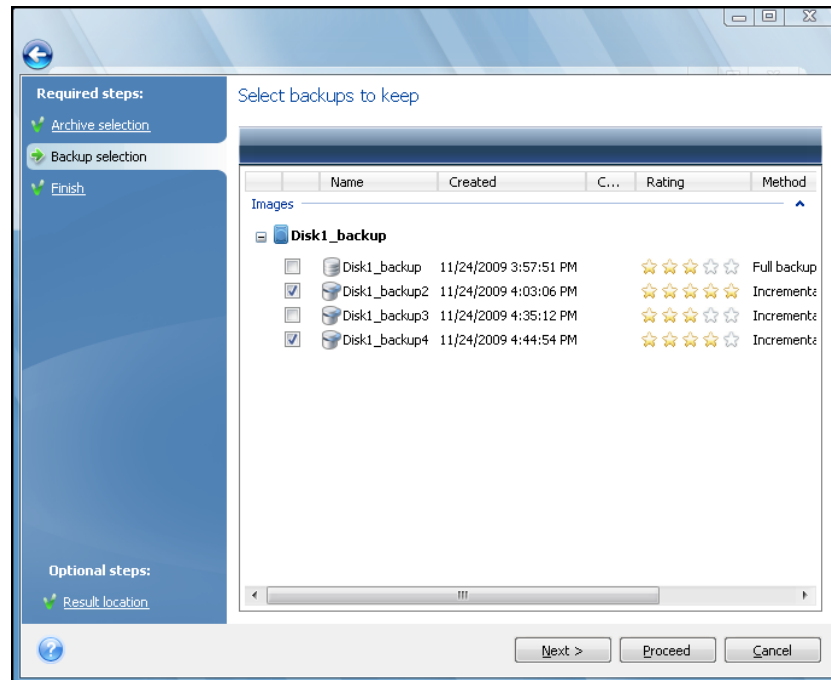 Required steps:
Archive selection
Backup selection
Finish
Select backups to keep
Name Created C... Rating Method
Images
Disk1_backup
Disk1_backup 11/24/2009 3:57:51 PM Full backup
Disk1_backup2 11/24/2009 4:03:06 PM Incrementa
Disk1_backup3 11/24/2009 4:35:12 PM Incrementa
Disk1_backup4 11/24/2009 4:44:54 PM Incrementa
Optional steps:
Result location
Next > Proceed Cancel